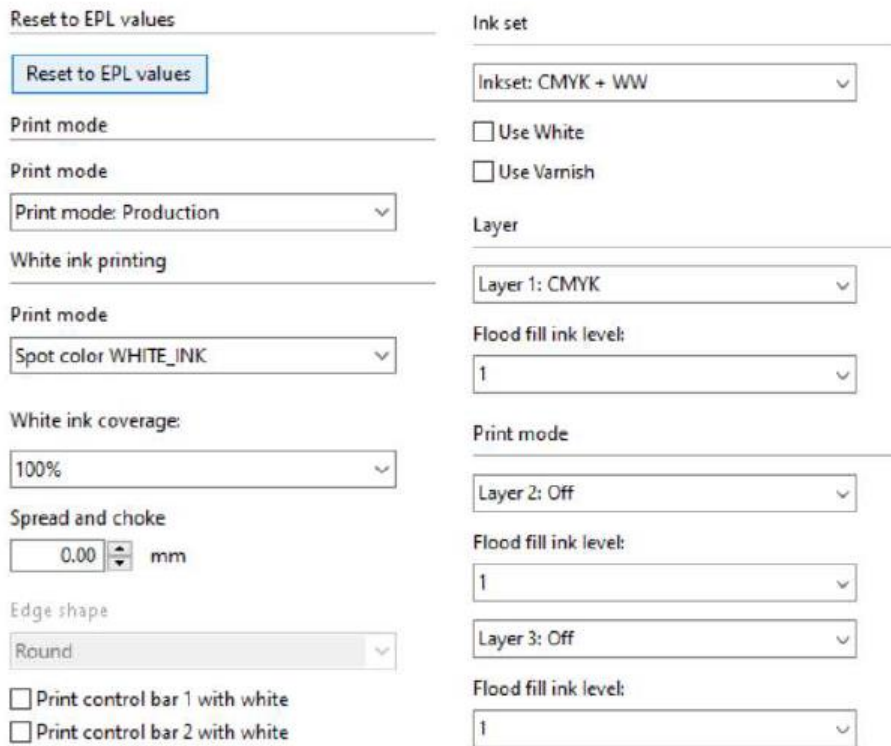 Reset to EPL values
Reset to EPL values
Print mode
Print mode
Print mode: Production
White ink printing
Print mode
Spot color WHITE_INK
White ink coverage:
100%
Spread and choke
0.00 mm
Edge shape
Round
Print control bar 1 with white
Print control bar 2 with white
Ink set
Inkset: CMYK + WW
Use White
Use Varnish
Layer
Layer 1: CMYK
Flood fill ink level:
1
Print mode
Layer 2: Off
Flood fill ink level:
1
Layer 3: Off
Flood fill ink level:
1